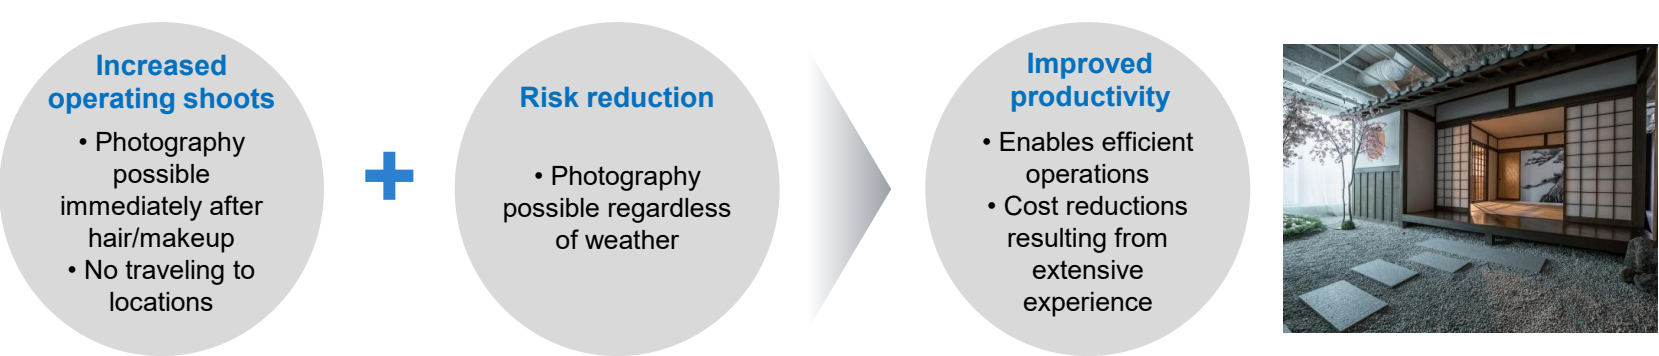 Increased
operating shoots
• Photography
possible
immediately after
hair/makeup
• No traveling to
locations
Risk reduction
• Photography
possible regardless
of weather
Improved
productivity
• Enables efficient
operations
• Cost reductions
resulting from
extensive
experience